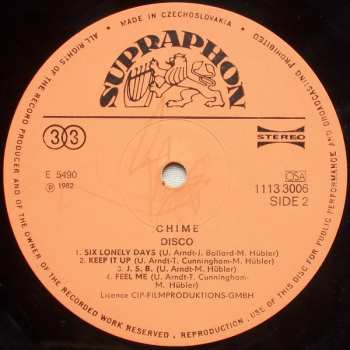 MADE IN CZECHOSLOVAKIA
ALL RIGHTS OF THE RECORD PRODUCER AND OF THE OWNER OF THE WORK RESERVED . REPRODUCTION . USE OF THIS DISC FOR PUBLIC PERFORMANCE AND BROADCASTING PROHIBITED
SUPRAPHON
33
STEREO
E 5490
Ⓟ 1982
OSA
1113 3006
SIDE 2
CHIME
DISCO
1. SIX LONELY DAYS (U. Arndt-J. Ballard-M. Hübler)
2. KEEP IT UP (U. Arndt-T. Cunningham-M. Hübler)
3. J. S. B. (U. Arndt-M. Hübler)
4. FEEL ME (U. Arndt-T. Cunningham-
M. Hübler)
Licence CIP-FILMPRODUKTIONS-GMBH